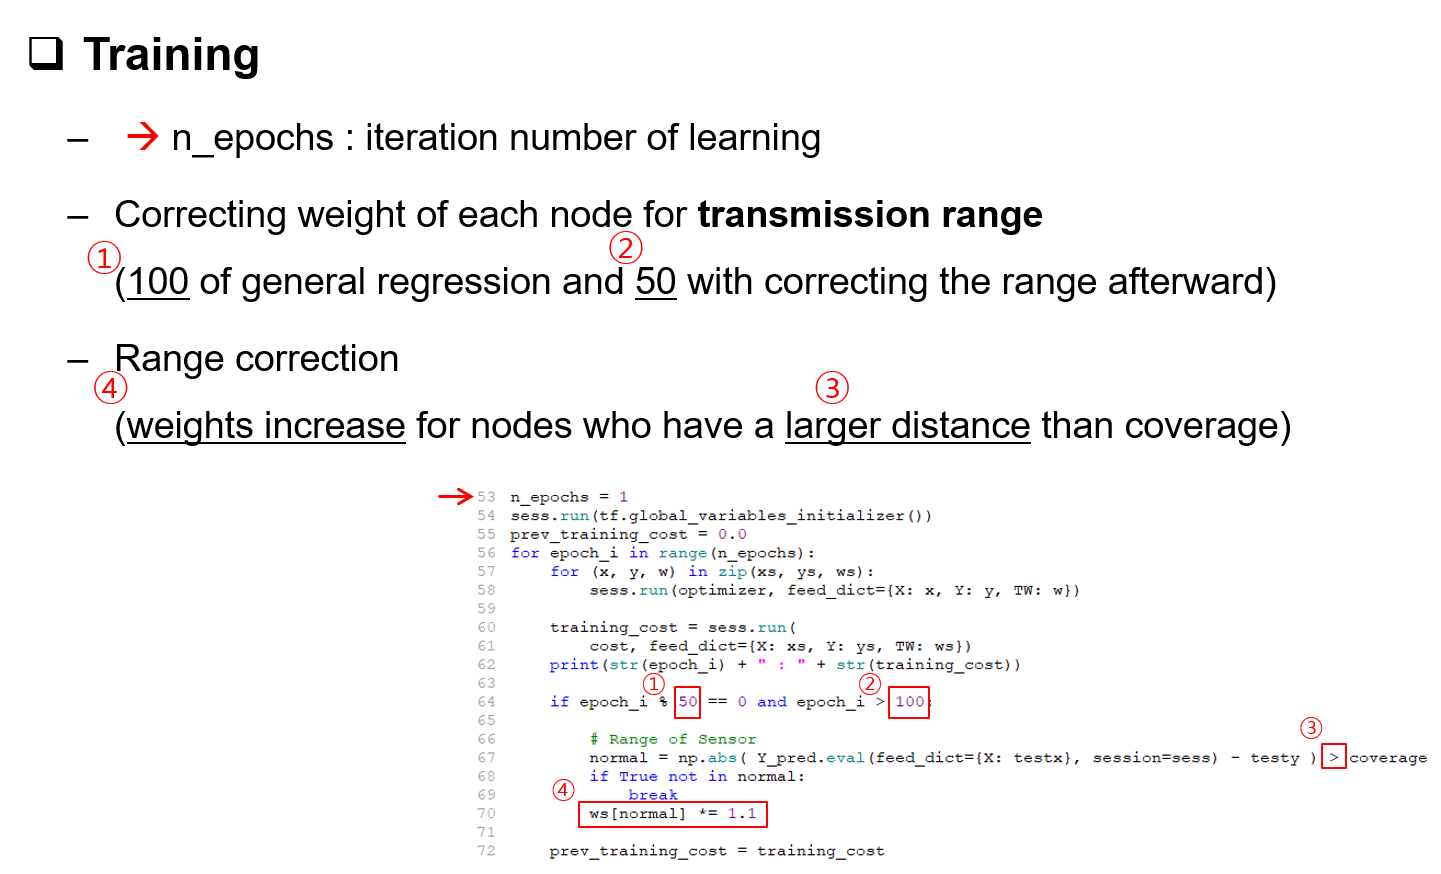 ❑ Training
– → n_epochs : iteration number of learning
– Correcting weight of each node for transmission range
① ②
(100 of general regression and 50 with correcting the range afterward)
– Range correction
④ ③
(weights increase for nodes who have a larger distance than coverage)
→ 53 n_epochs = 1
54 sess.run(tf.global_variables_initializer())
55 prev_training_cost = 0.0
56 for epoch_i in range(n_epochs):
57     for (x, y, w) in zip(xs, ys, ws):
58         sess.run(optimizer, feed_dict={X: x, Y: y, TW: w})
59
60     training_cost = sess.run(
61         cost, feed_dict={X: xs, Y: ys, TW: ws})
62     print(str(epoch_i) + " : " + str(training_cost))
63
① ②
64     if epoch_i % 50 == 0 and epoch_i > 100:
65
③
66         # Range of Sensor
67         normal = np.abs( Y_pred.eval(feed_dict={X: testx}, session=sess) - testy ) > coverage
68         if True not in normal:
④
69             break
70         ws[normal] *= 1.1
71
72     prev_training_cost = training_cost